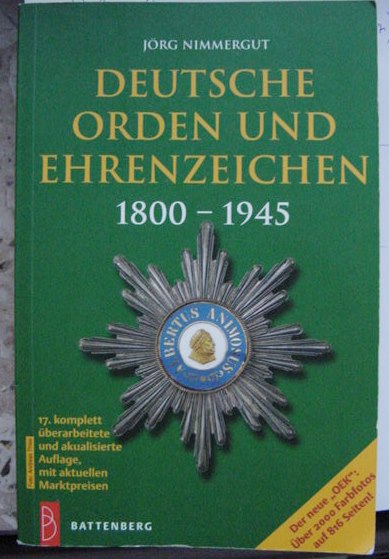 JÖRG NIMMERGUT
DEUTSCHE
ORDEN UND
EHRENZEICHEN
1800 – 1945
BERTUS ANIMOSUS
17. komplett
überarbeitete
und akualisierte
Auflage,
mit aktuellen
Marktpreisen
Der neue „OEK“:
Über 2000 Farbfotos
auf 816 Seiten!
BATTENBERG